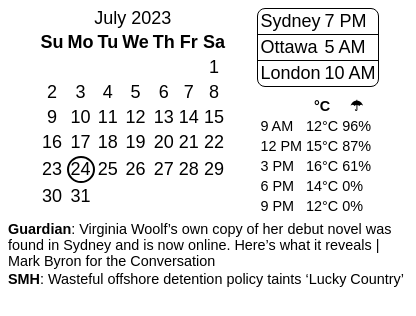 July 2023
Su Mo Tu We Th Fr Sa
1
2 3 4 5 6 7 8
9 10 11 12 13 14 15
16 17 18 19 20 21 22
23 24 25 26 27 28 29
30 31
Sydney 7 PM
Ottawa 5 AM
London 10 AM
°C ☂
9 AM 12°C 96%
12 PM 15°C 87%
3 PM 16°C 61%
6 PM 14°C 0%
9 PM 12°C 0%
Guardian: Virginia Woolf’s own copy of her debut novel was
found in Sydney and is now online. Here’s what it reveals |
Mark Byron for the Conversation
SMH: Wasteful offshore detention policy taints ‘Lucky Country’